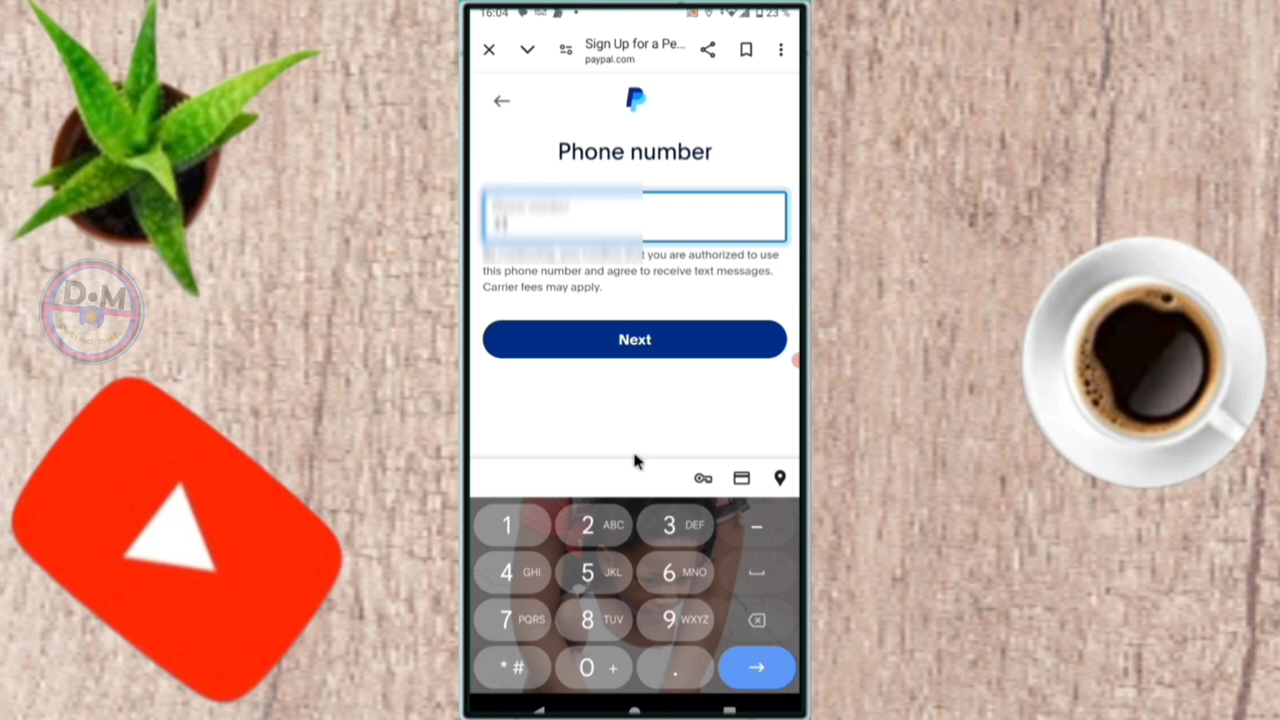 16:04
23 %
Sign Up for a Pe...
paypal.com
Phone number
t you are authorized to use
this phone number and agree to receive text messages.
Carrier fees may apply.
Next
1 2 ABC 3 DEF –
4 GHI 5 JKL 6 MNO
7 PQRS 8 TUV 9 WXYZ
* # 0 + .
D•M